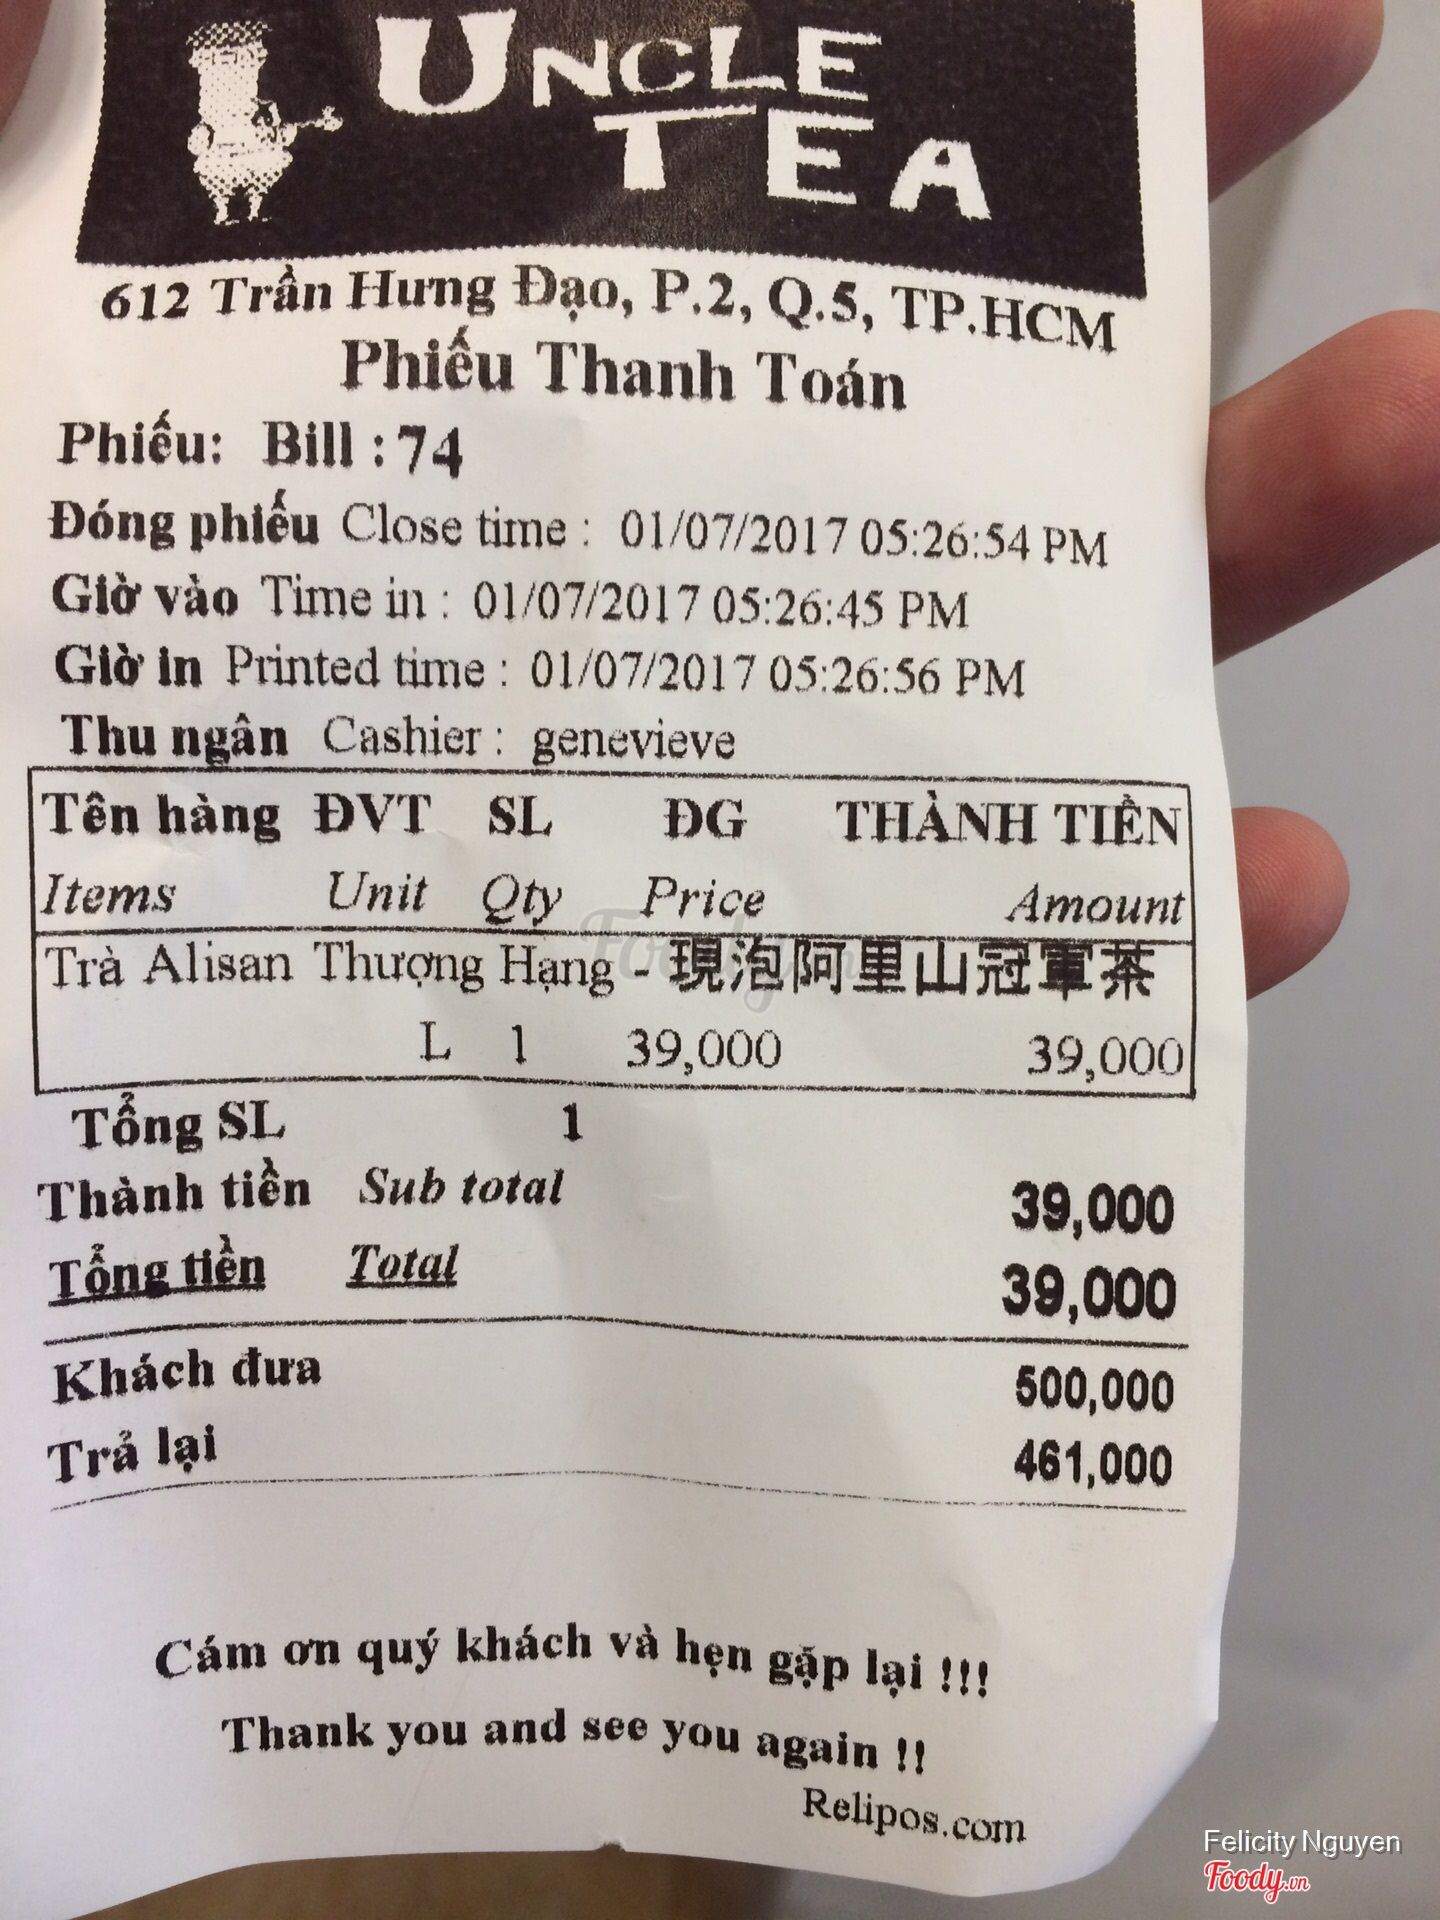 UNCLE
TEA
612 Trần Hưng Đạo, P.2, Q.5, TP.HCM
Phiếu Thanh Toán
Phiếu: Bill : 74
Đóng phiếu Close time : 01/07/2017 05:26:54 PM
Giờ vào Time in : 01/07/2017 05:26:45 PM
Giờ in Printed time : 01/07/2017 05:26:56 PM
Thu ngân Cashier : genevieve
Tên hàng ĐVT SL ĐG THÀNH TIỀN
Items Unit Qty Price Amount
Trà Alisan Thượng Hạng - 現泡阿里山冠軍茶
L 1 39,000 39,000
Tổng SL 1
Thành tiền Sub total 39,000
Tổng tiền Total 39,000
Khách đưa 500,000
Trả lại 461,000
Cám ơn quý khách và hẹn gặp lại !!!
Thank you and see you again !!
Relipos.com
Felicity Nguyen
Foody.vn